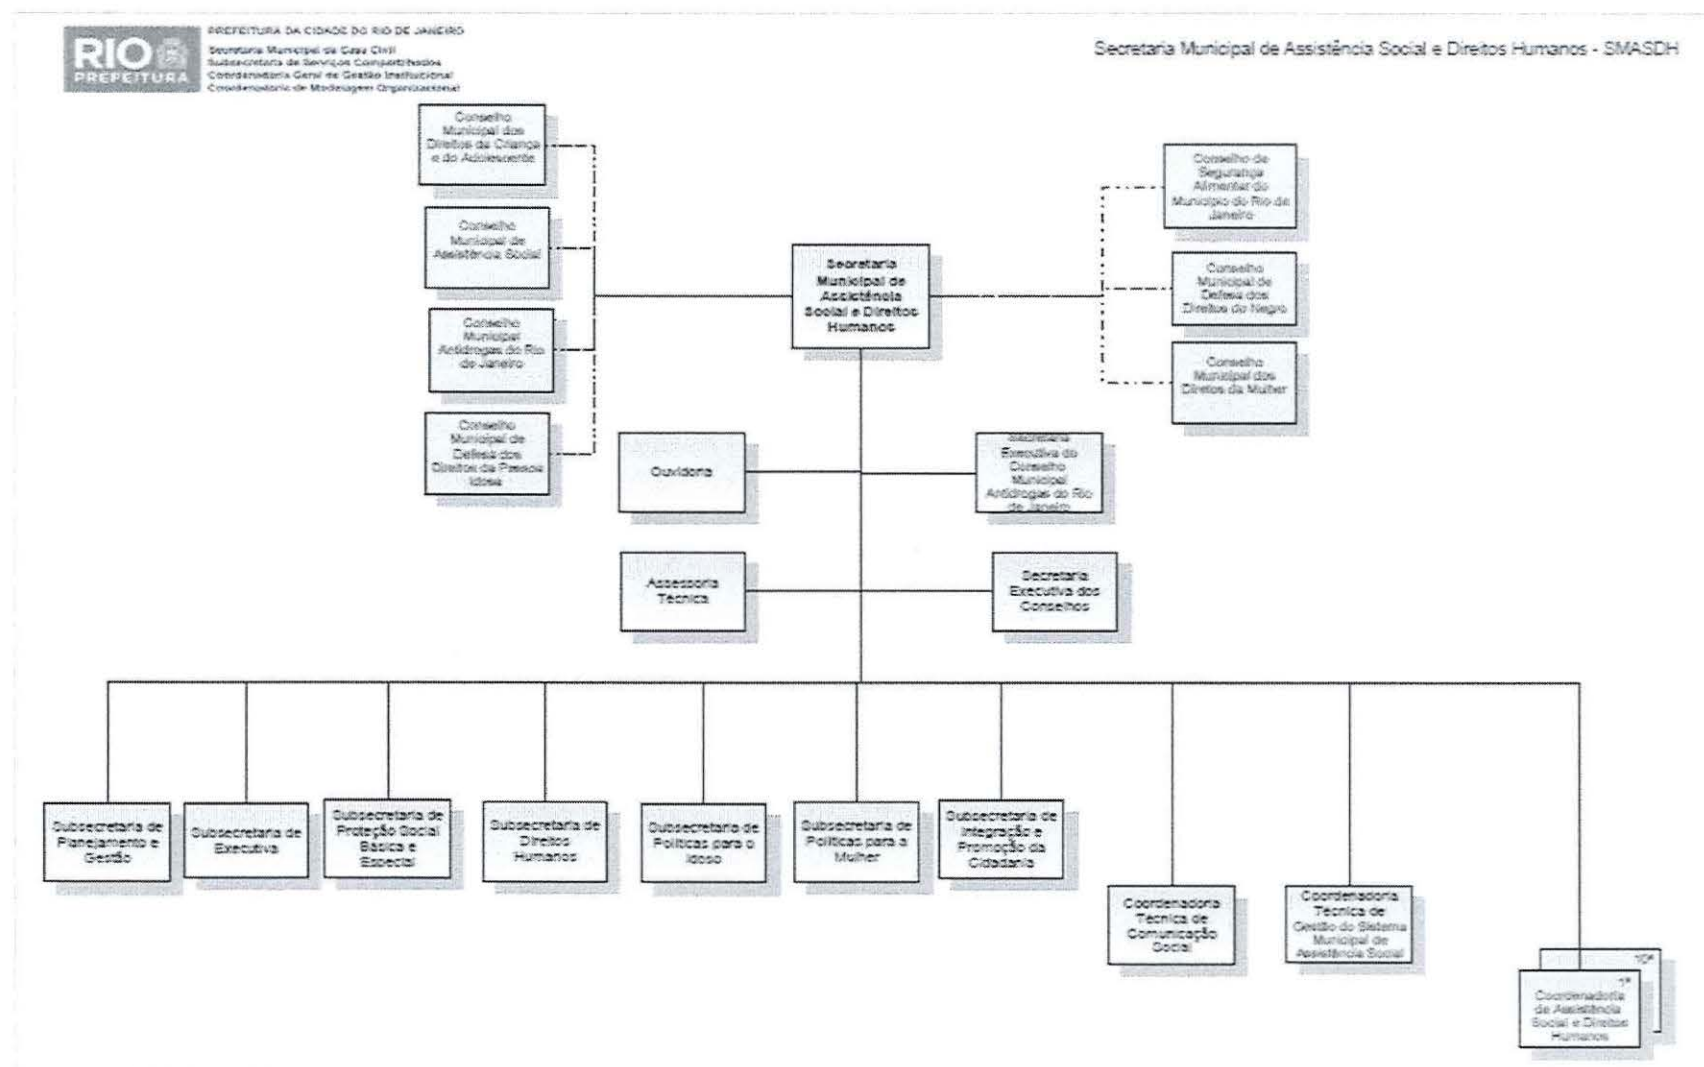 RIO
PREFEITURA
PREFEITURA DA CIDADE DO RIO DE JANEIRO
Secretaria Municipal da Casa Civil
Subsecretaria de Serviços Compartilhados
Coordenadoria Geral de Gestão Institucional
Coordenadoria de Modelagem Organizacional
Secretaria Municipal de Assistência Social e Direitos Humanos - SMASDH
Conselho
Municipal dos
Direitos da Criança
e do Adolescente
Conselho
Municipal de
Assistência Social
Conselho
Municipal
Antidrogas do Rio
de Janeiro
Conselho
Municipal de
Defesa dos
Direitos da Pessoa
Idosa
Secretaria
Municipal de
Assistência
Social e Direitos
Humanos
Conselho de
Segurança
Alimentar do
Município do Rio de
Janeiro
Conselho
Municipal de
Defesa dos
Direitos do Negro
Conselho
Municipal dos
Direitos da Mulher
Ouvidoria
Secretaria
Executiva do
Conselho
Municipal
Antidrogas do Rio
de Janeiro
Assessoria
Técnica
Secretaria
Executiva dos
Conselhos
Subsecretaria de
Planejamento e
Gestão
Subsecretaria de
Executiva
Subsecretaria de
Proteção Social
Básica e
Especial
Subsecretaria de
Direitos
Humanos
Subsecretaria de
Políticas para o
Idoso
Subsecretaria de
Políticas para a
Mulher
Subsecretaria de
Integração e
Promoção da
Cidadania
Coordenadoria
Técnica de
Comunicação
Social
Coordenadoria
Técnica de
Gestão do Sistema
Municipal de
Assistência Social
10ª
1ª
Coordenadoria
de Assistência
Social e Direitos
Humanos